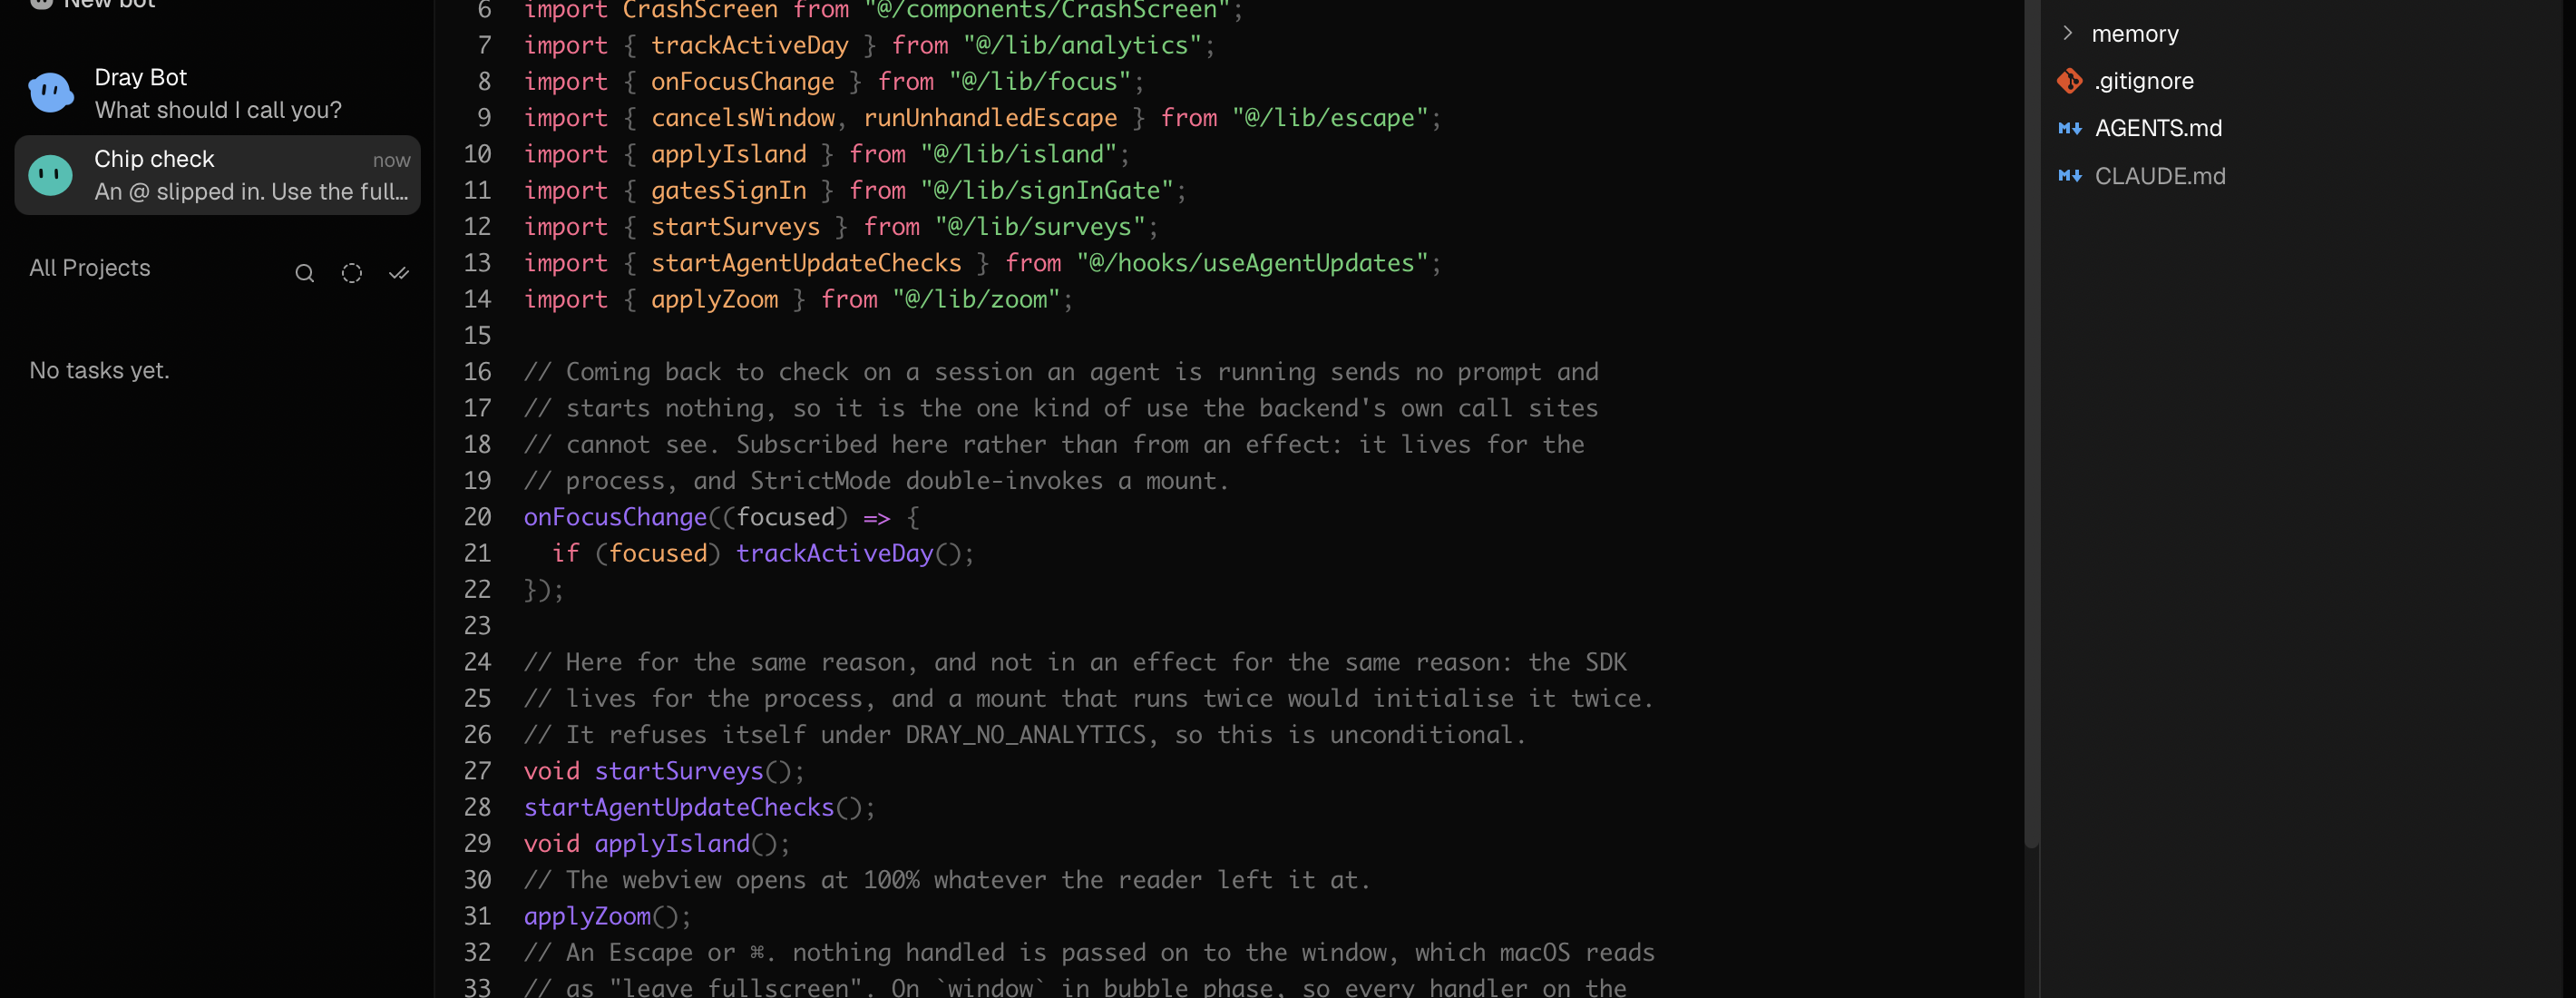 New bot
Dray Bot
What should I call you?
Chip check now
An @ slipped in. Use the full…
All Projects
No tasks yet.
6 import CrashScreen from "@/components/CrashScreen";
7 import { trackActiveDay } from "@/lib/analytics";
8 import { onFocusChange } from "@/lib/focus";
9 import { cancelsWindow, runUnhandledEscape } from "@/lib/escape";
10 import { applyIsland } from "@/lib/island";
11 import { gatesSignIn } from "@/lib/signInGate";
12 import { startSurveys } from "@/lib/surveys";
13 import { startAgentUpdateChecks } from "@/hooks/useAgentUpdates";
14 import { applyZoom } from "@/lib/zoom";
15
16 // Coming back to check on a session an agent is running sends no prompt and
17 // starts nothing, so it is the one kind of use the backend's own call sites
18 // cannot see. Subscribed here rather than from an effect: it lives for the
19 // process, and StrictMode double-invokes a mount.
20 onFocusChange((focused) => {
21   if (focused) trackActiveDay();
22 });
23
24 // Here for the same reason, and not in an effect for the same reason: the SDK
25 // lives for the process, and a mount that runs twice would initialise it twice.
26 // It refuses itself under DRAY_NO_ANALYTICS, so this is unconditional.
27 void startSurveys();
28 startAgentUpdateChecks();
29 void applyIsland();
30 // The webview opens at 100% whatever the reader left it at.
31 applyZoom();
32 // An Escape or ⌘. nothing handled is passed on to the window, which macOS reads
33 // as "leave fullscreen". On `window` in bubble phase, so every handler on the
memory
.gitignore
AGENTS.md
CLAUDE.md